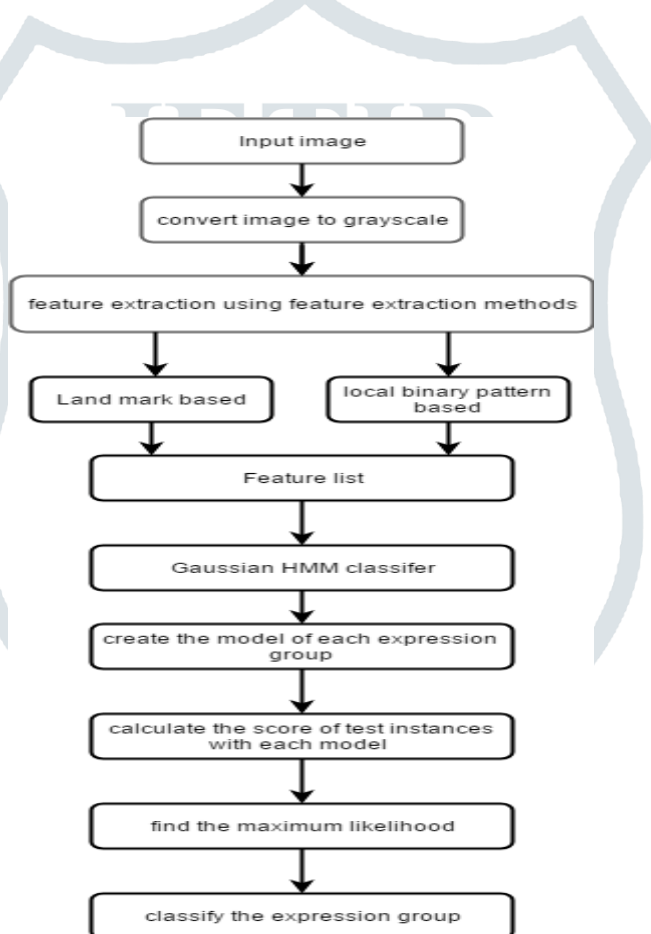 Input image
convert image to grayscale
feature extraction using feature extraction methods
Land mark based
local binary pattern
based
Feature list
Gaussian HMM classifer
create the model of each expression
group
calculate the score of test instances
with each model
find the maximum likelihood
classify the expression group